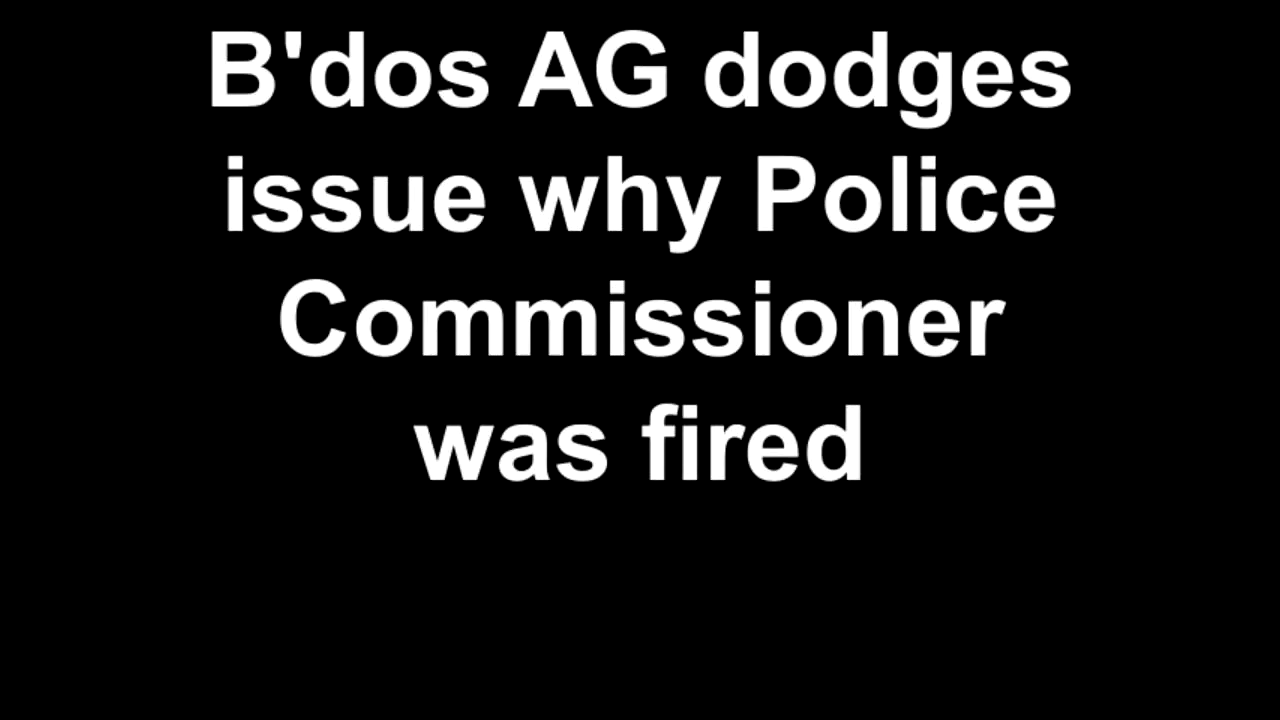 B'dos AG dodges
issue why Police
Commissioner
was fired